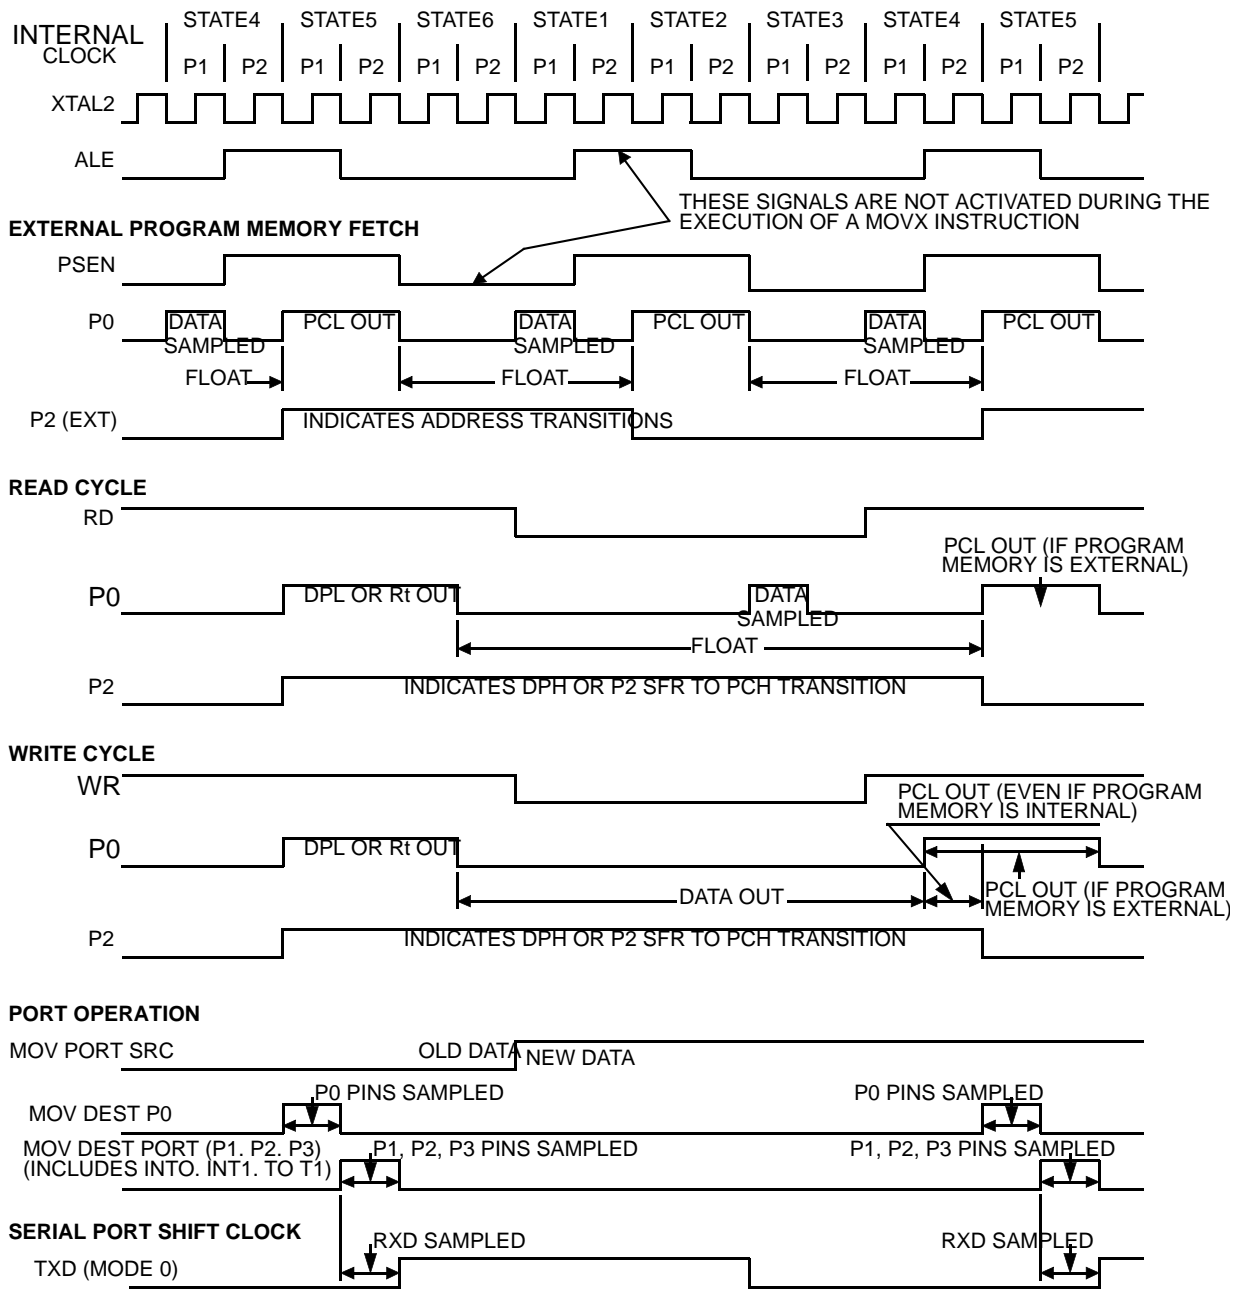 STATE4 STATE5 STATE6 STATE1 STATE2 STATE3 STATE4 STATE5
INTERNAL
CLOCK
P1 P2 P1 P2 P1 P2 P1 P2 P1 P2 P1 P2 P1 P2 P1 P2
XTAL2
ALE
THESE SIGNALS ARE NOT ACTIVATED DURING THE
EXECUTION OF A MOVX INSTRUCTION
EXTERNAL PROGRAM MEMORY FETCH
PSEN
P0 DATA PCL OUT DATA PCL OUT DATA PCL OUT
SAMPLED SAMPLED SAMPLED
FLOAT FLOAT FLOAT
P2 (EXT) INDICATES ADDRESS TRANSITIONS
READ CYCLE
RD
PCL OUT (IF PROGRAM
MEMORY IS EXTERNAL)
P0 DPL OR Rt OUT DATA
SAMPLED
FLOAT
P2 INDICATES DPH OR P2 SFR TO PCH TRANSITION
WRITE CYCLE
WR
PCL OUT (EVEN IF PROGRAM
MEMORY IS INTERNAL)
P0 DPL OR Rt OUT
DATA OUT
PCL OUT (IF PROGRAM
MEMORY IS EXTERNAL)
P2 INDICATES DPH OR P2 SFR TO PCH TRANSITION
PORT OPERATION
MOV PORT SRC OLD DATA NEW DATA
P0 PINS SAMPLED P0 PINS SAMPLED
MOV DEST P0
MOV DEST PORT (P1. P2. P3) P1, P2, P3 PINS SAMPLED P1, P2, P3 PINS SAMPLED
(INCLUDES INTO. INT1. TO T1)
SERIAL PORT SHIFT CLOCK
RXD SAMPLED RXD SAMPLED
TXD (MODE 0)